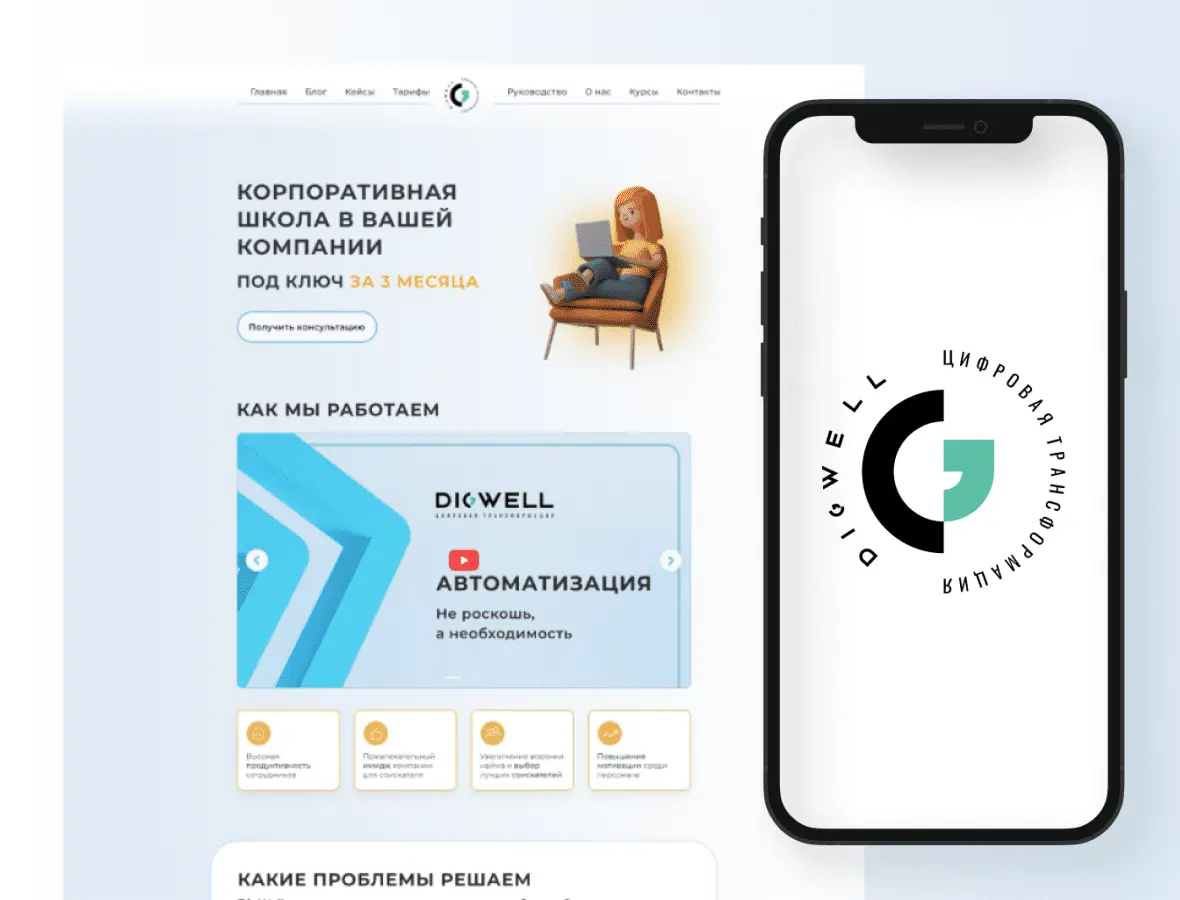 Главная Блог Кейсы Тарифы Руководство О нас Курсы Контакты
КОРПОРАТИВНАЯ
ШКОЛА В ВАШЕЙ
КОМПАНИИ
ПОД КЛЮЧ ЗА 3 МЕСЯЦА
Получить консультацию
КАК МЫ РАБОТАЕМ
DIGWELL
ЦИФРОВАЯ ТРАНСФОРМАЦИЯ
АВТОМАТИЗАЦИЯ
Не роскошь,
а необходимость
Высокая
продуктивность
сотрудников
Привлекательный
имидж компании
для соискателя
Увеличение воронки
найма и выбор
лучших соискателей
Повышение
мотивации среди
персонала
КАКИЕ ПРОБЛЕМЫ РЕШАЕМ
DIGWELL
ЦИФРОВАЯ ТРАНСФОРМАЦИЯ